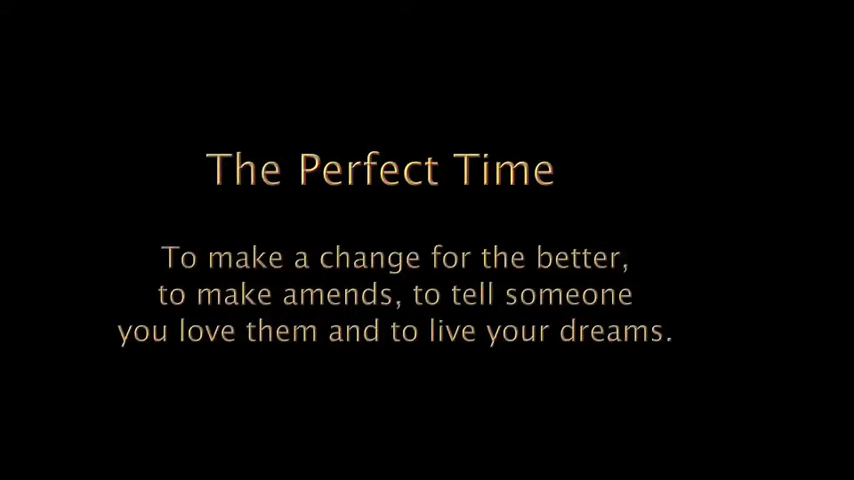 The Perfect Time
To make a change for the better,
to make amends, to tell someone
you love them and to live your dreams.